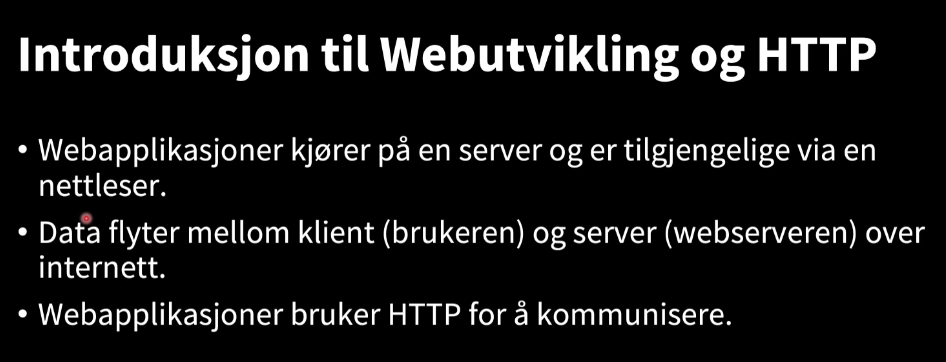 Introduksjon til Webutvikling og HTTP
• Webapplikasjoner kjører på en server og er tilgjengelige via en
nettleser.
• Data flyter mellom klient (brukeren) og server (webserveren) over
internett.
• Webapplikasjoner bruker HTTP for å kommunisere.